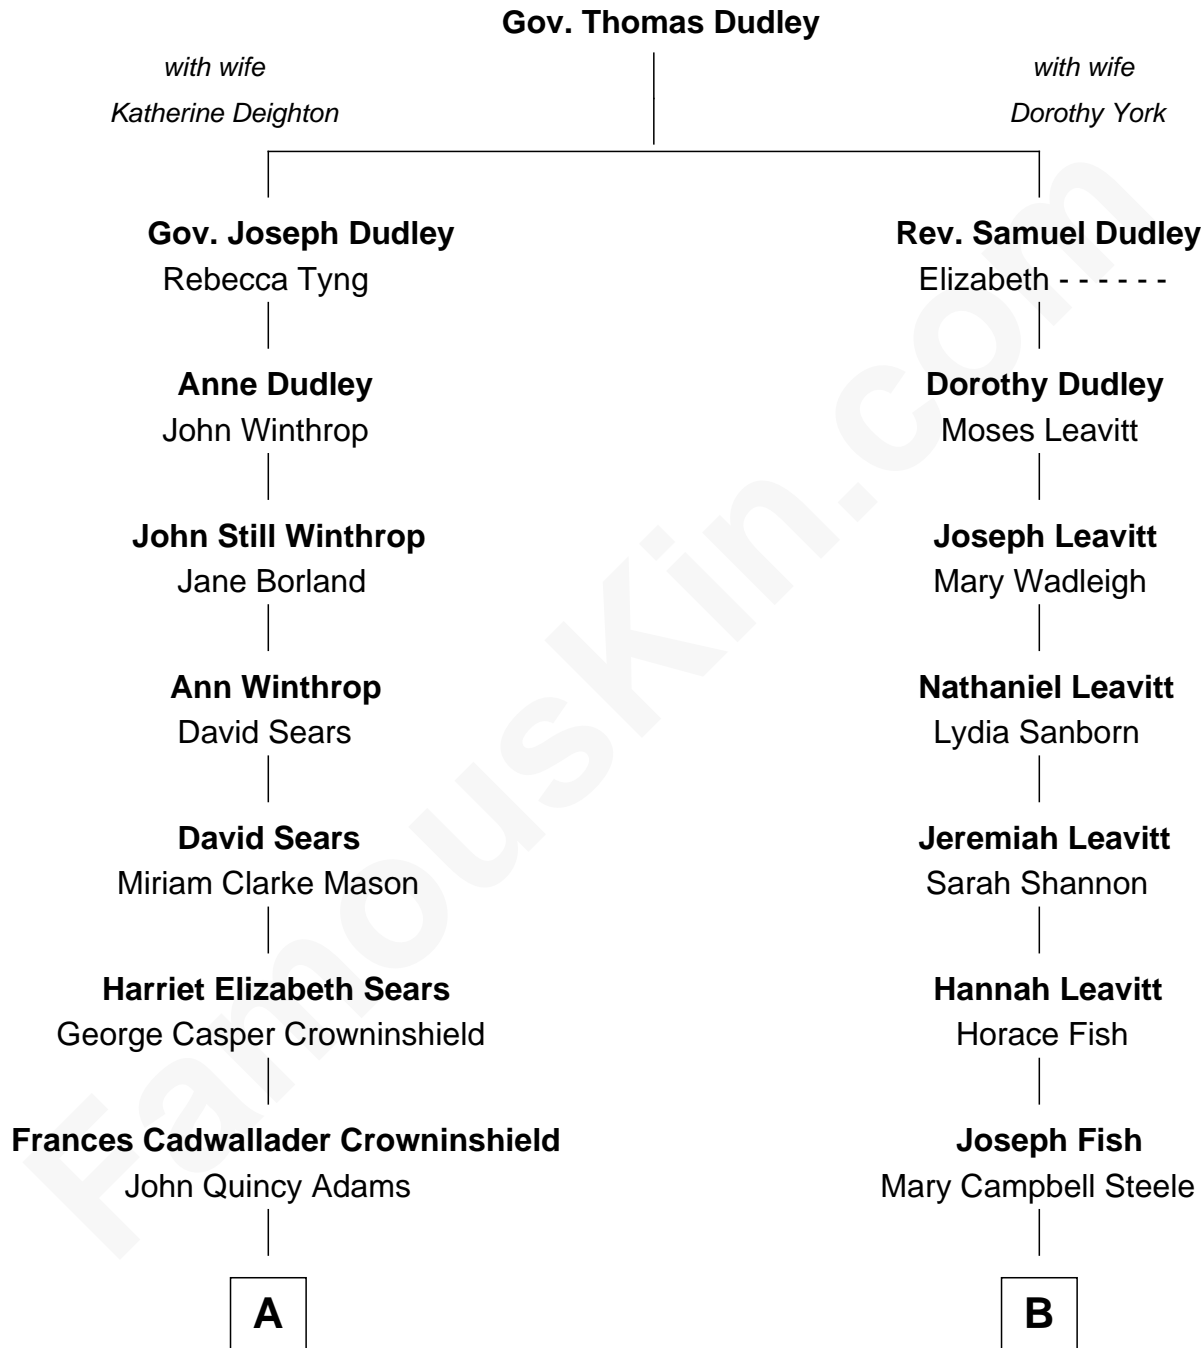 Gov. Thomas Dudley
with wife
Katherine Deighton
with wife
Dorothy York
Gov. Joseph Dudley
Rebecca Tyng
Anne Dudley
John Winthrop
John Still Winthrop
Jane Borland
Ann Winthrop
David Sears
David Sears
Miriam Clarke Mason
Harriet Elizabeth Sears
George Casper Crowninshield
Frances Cadwallader Crowninshield
John Quincy Adams
A
Rev. Samuel Dudley
Elizabeth - - - - - -
Dorothy Dudley
Moses Leavitt
Joseph Leavitt
Mary Wadleigh
Nathaniel Leavitt
Lydia Sanborn
Jeremiah Leavitt
Sarah Shannon
Hannah Leavitt
Horace Fish
Joseph Fish
Mary Campbell Steele
B
FamousKin.com